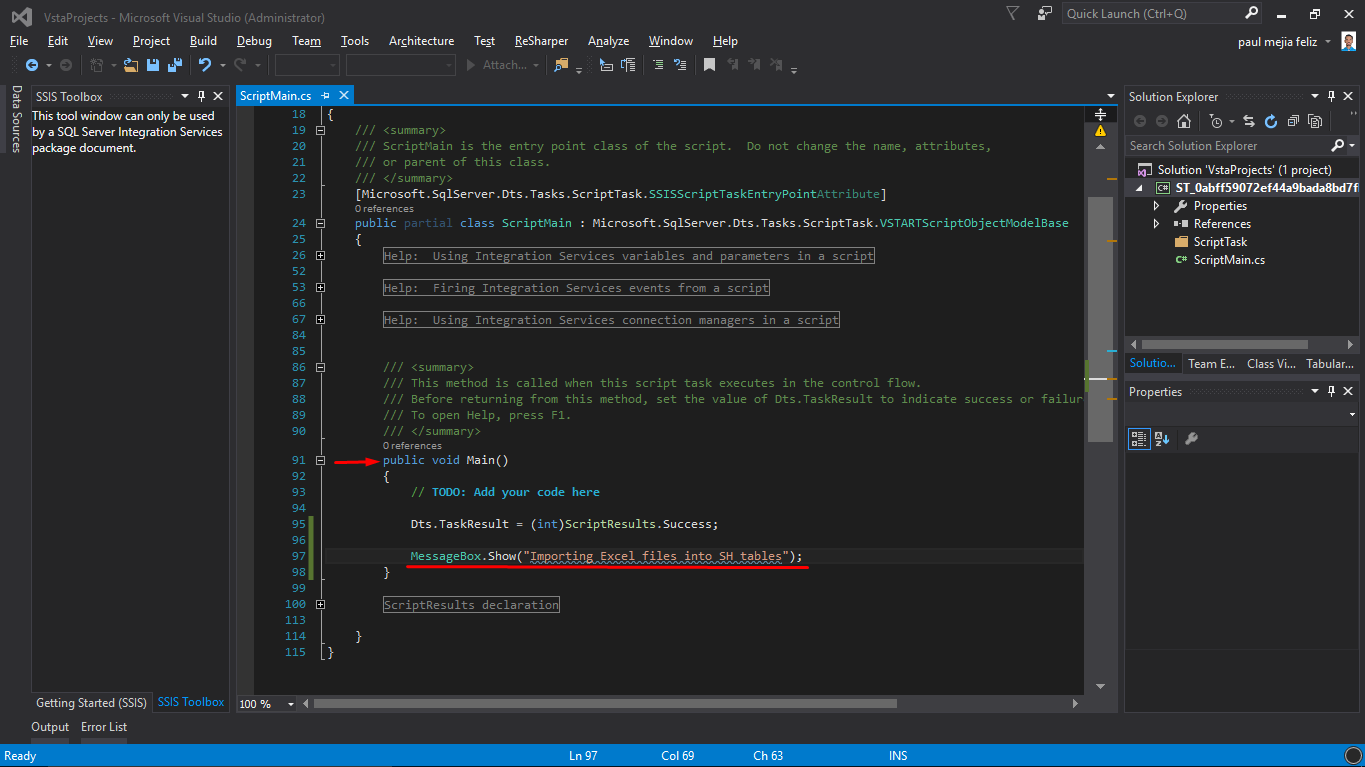 VstaProjects - Microsoft Visual Studio (Administrator)
Quick Launch (Ctrl+Q)
File Edit View Project Build Debug Team Tools Architecture Test ReSharper Analyze Window Help
paul mejia feliz
Attach...
Data Sources
SSIS Toolbox
This tool window can only be used
by a SQL Server Integration Services
package document.
Getting Started (SSIS) SSIS Toolbox
ScriptMain.cs
18 {
19 /// <summary>
20 /// ScriptMain is the entry point class of the script.  Do not change the name, attributes,
21 /// or parent of this class.
22 /// </summary>
23 [Microsoft.SqlServer.Dts.Tasks.ScriptTask.SSISScriptTaskEntryPointAttribute]
0 references
24 public partial class ScriptMain : Microsoft.SqlServer.Dts.Tasks.ScriptTask.VSTARTScriptObjectModelBase
25 {
26 Help:  Using Integration Services variables and parameters in a script
52
53 Help:  Firing Integration Services events from a script
66
67 Help:  Using Integration Services connection managers in a script
84
85
86 /// <summary>
87 /// This method is called when this script task executes in the control flow.
88 /// Before returning from this method, set the value of Dts.TaskResult to indicate success or failur
89 /// To open Help, press F1.
90 /// </summary>
0 references
91 public void Main()
92 {
93 // TODO: Add your code here
94
95 Dts.TaskResult = (int)ScriptResults.Success;
96
97 MessageBox.Show("Importing Excel files into SH tables");
98 }
99
100 ScriptResults declaration
113
114 }
115 }
100 %
Solution Explorer
Search Solution Explorer
Solution 'VstaProjects' (1 project)
ST_0abff59072ef44a9bada8bd7f
Properties
References
ScriptTask
C# ScriptMain.cs
Solutio... Team E... Class Vi... Tabular...
Properties
Output Error List
Ready Ln 97 Col 69 Ch 63 INS